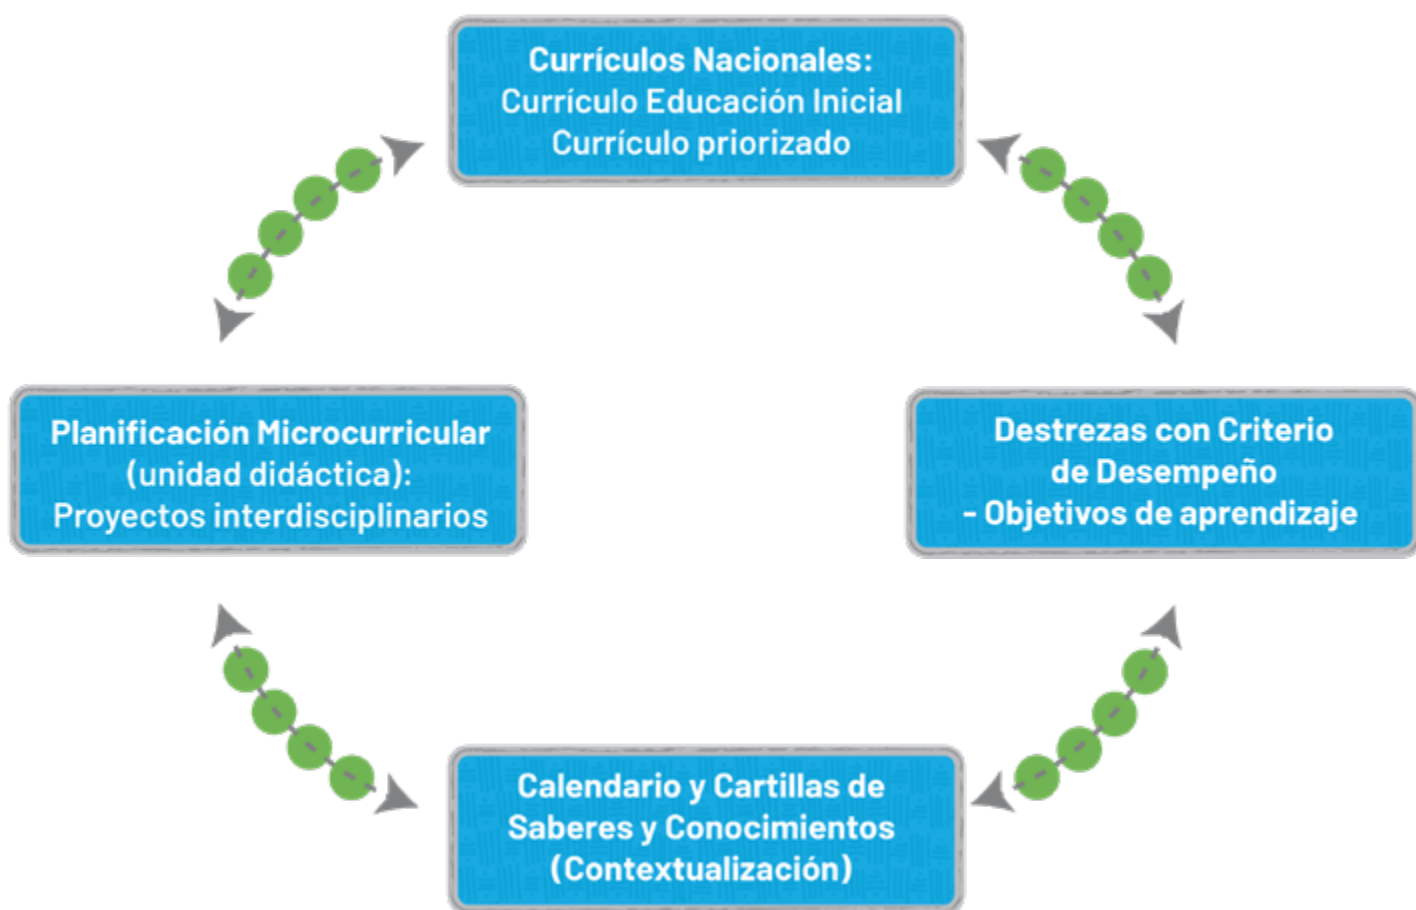 Currículos Nacionales:
Currículo Educación Inicial
Currículo priorizado
Planificación Microcurricular
(unidad didáctica):
Proyectos interdisciplinarios
Destrezas con Criterio
de Desempeño
- Objetivos de aprendizaje
Calendario y Cartillas de
Saberes y Conocimientos
(Contextualización)